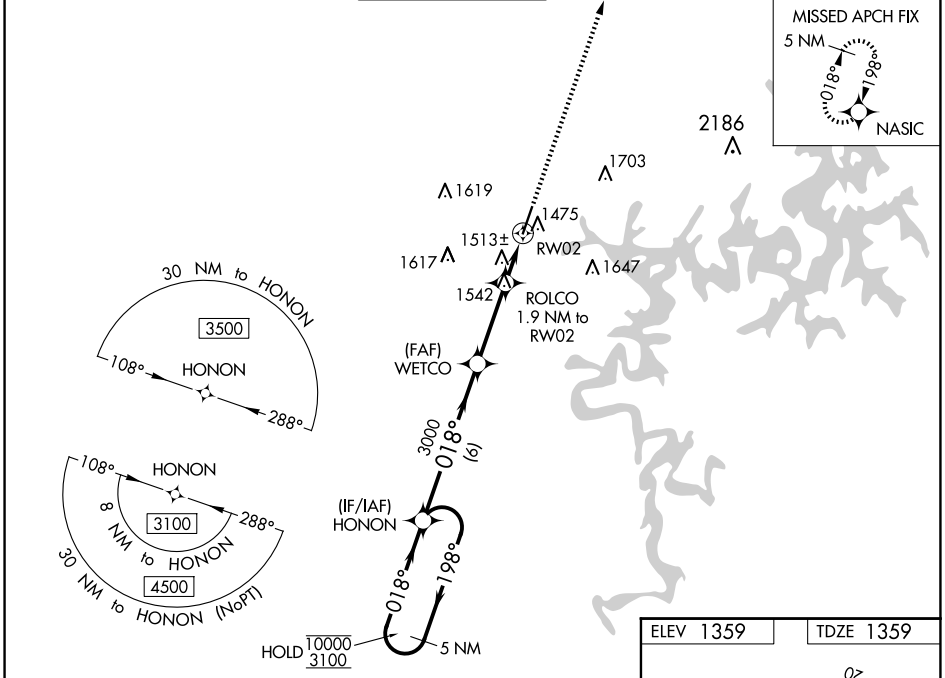 MISSED APCH FIX
5 NM
018°
198°
NASIC
2186
1703
1619
1475
RW02
1513±
1617
1647
1542
ROLCO
1.9 NM to
RW02
(FAF)
WETCO
30 NM to HONON
3500
108°
HONON
288°
3000
018°
(6)
108°
HONON
288°
3100
8 NM to HONON
4500
30 NM to HONON (NoPT)
(IF/IAF)
HONON
018°
198°
HOLD
10000
3100
5 NM
ELEV 1359
TDZE 1359
02